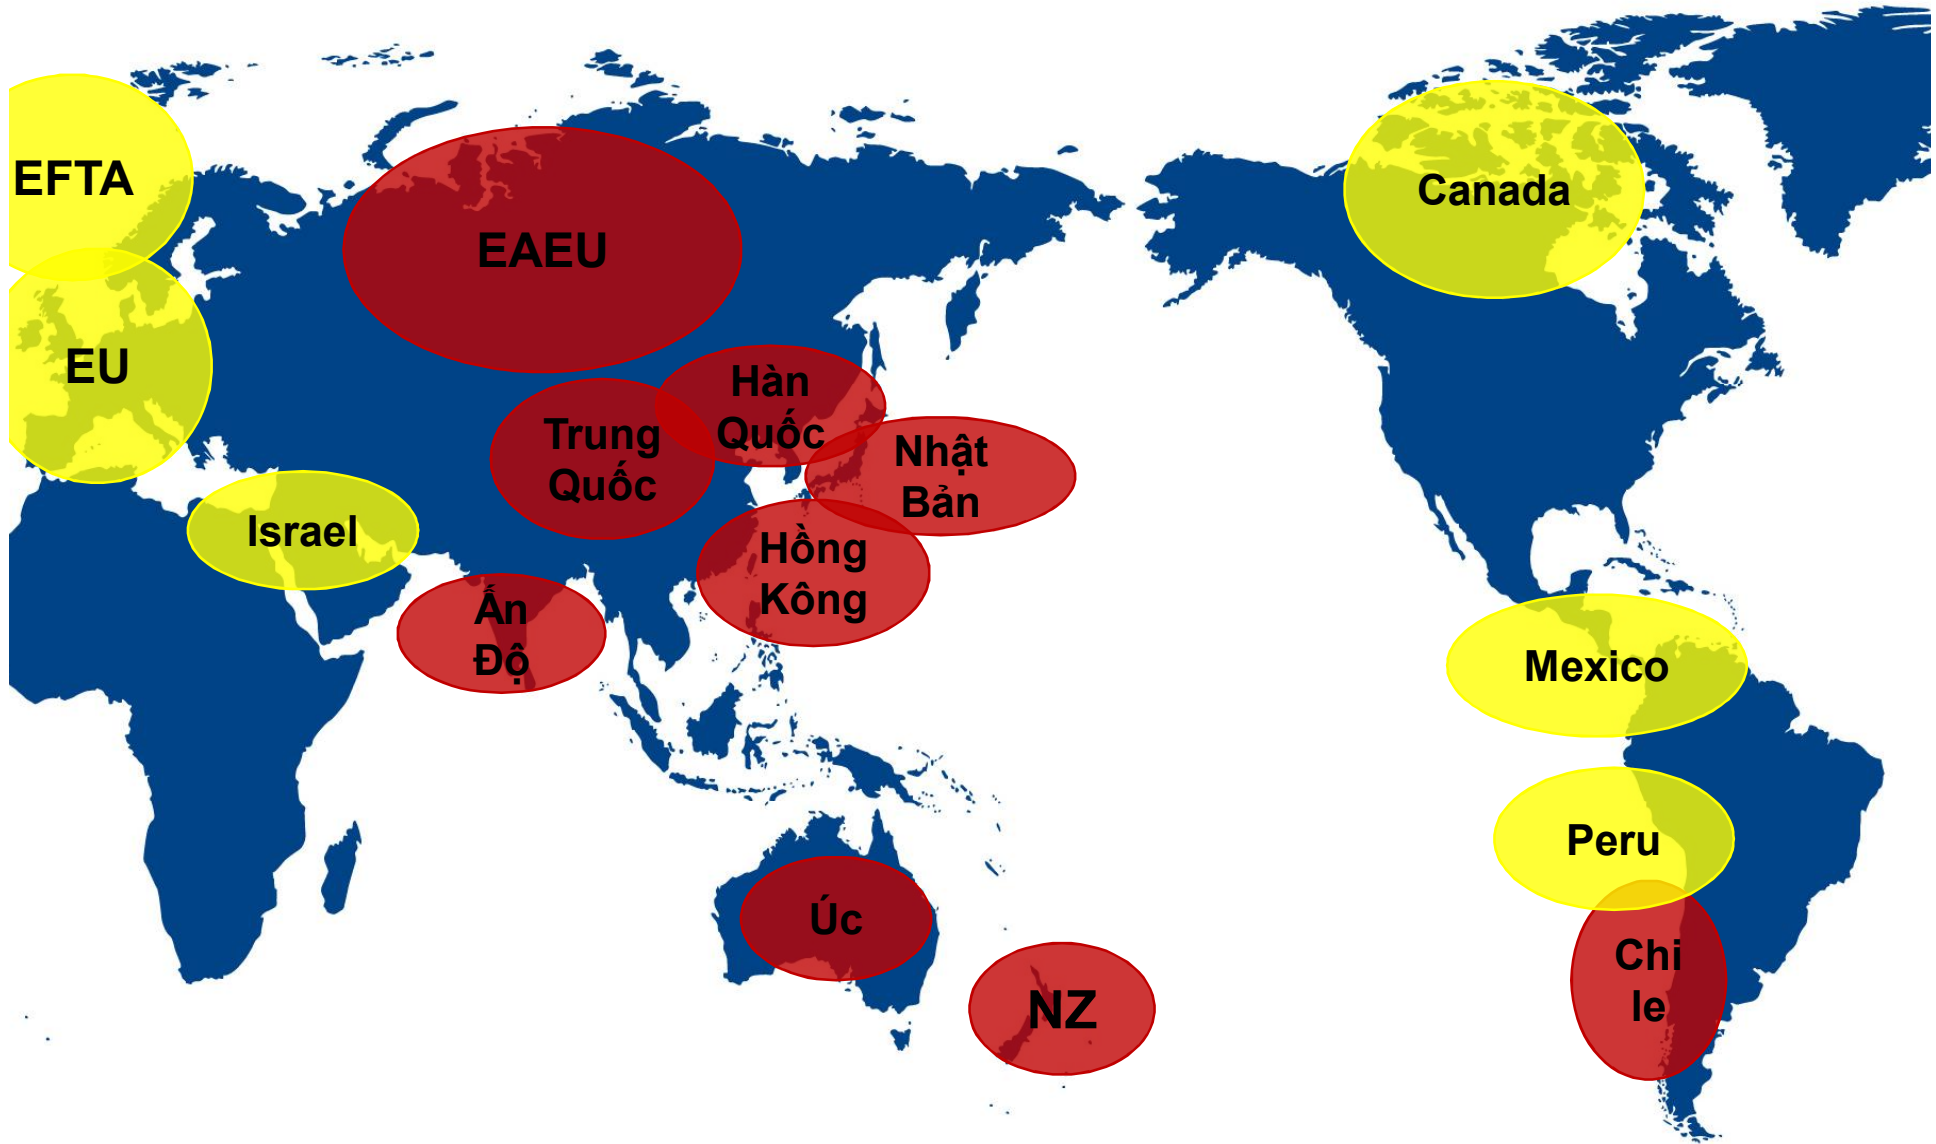 EFTA
Canada
EAEU
EU
Hàn
Quốc
Trung
Quốc
Nhật
Bản
Israel
Hồng
Kông
Ấn
Độ
Mexico
Peru
Úc
Chi
le
NZ